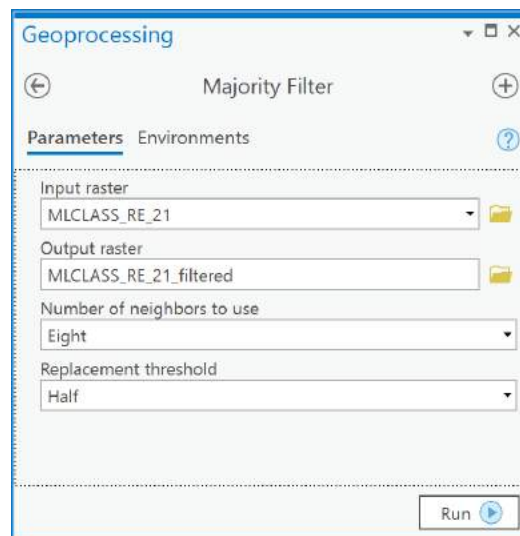 Geoprocessing
Majority Filter
Parameters Environments
?
Input raster
MLCLASS_RE_21
Output raster
MLCLASS_RE_21_filtered
Number of neighbors to use
Eight
Replacement threshold
Half
Run